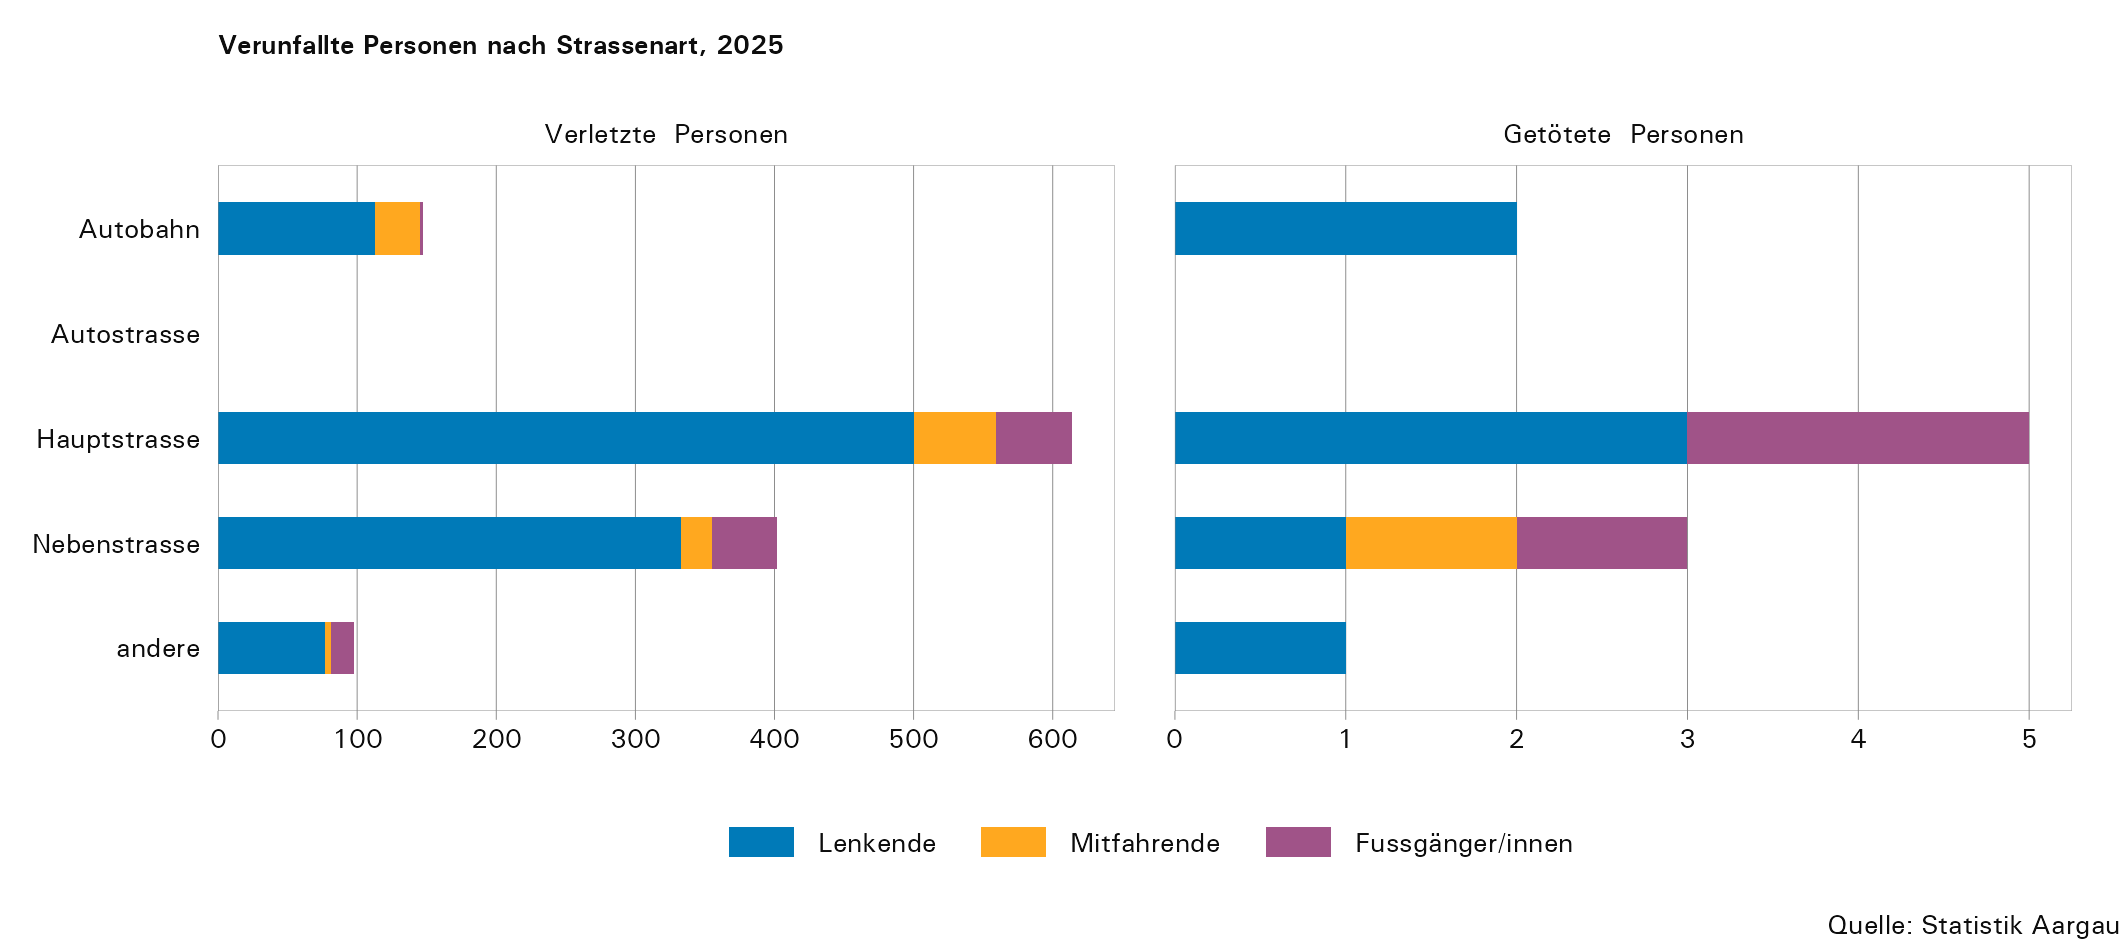 Verunfallte Personen nach Strassenart, 2025
Verletzte Personen
Getötete Personen
Autobahn
Autostrasse
Hauptstrasse
Nebenstrasse
andere
0 100 200 300 400 500 600
0 1 2 3 4 5
Lenkende Mitfahrende Fussgänger/innen
Quelle: Statistik Aargau